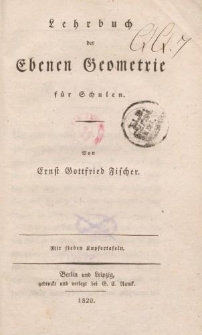 Lehrbuch
der
Ebenen Geometrie
für Schulen.
Von
Ernst Gottfried Fischer.
Mit sieben Kupfertafeln.
Berlin und Leipzig,
gedruckt und verlegt bei G. C. Nauck.
1820.